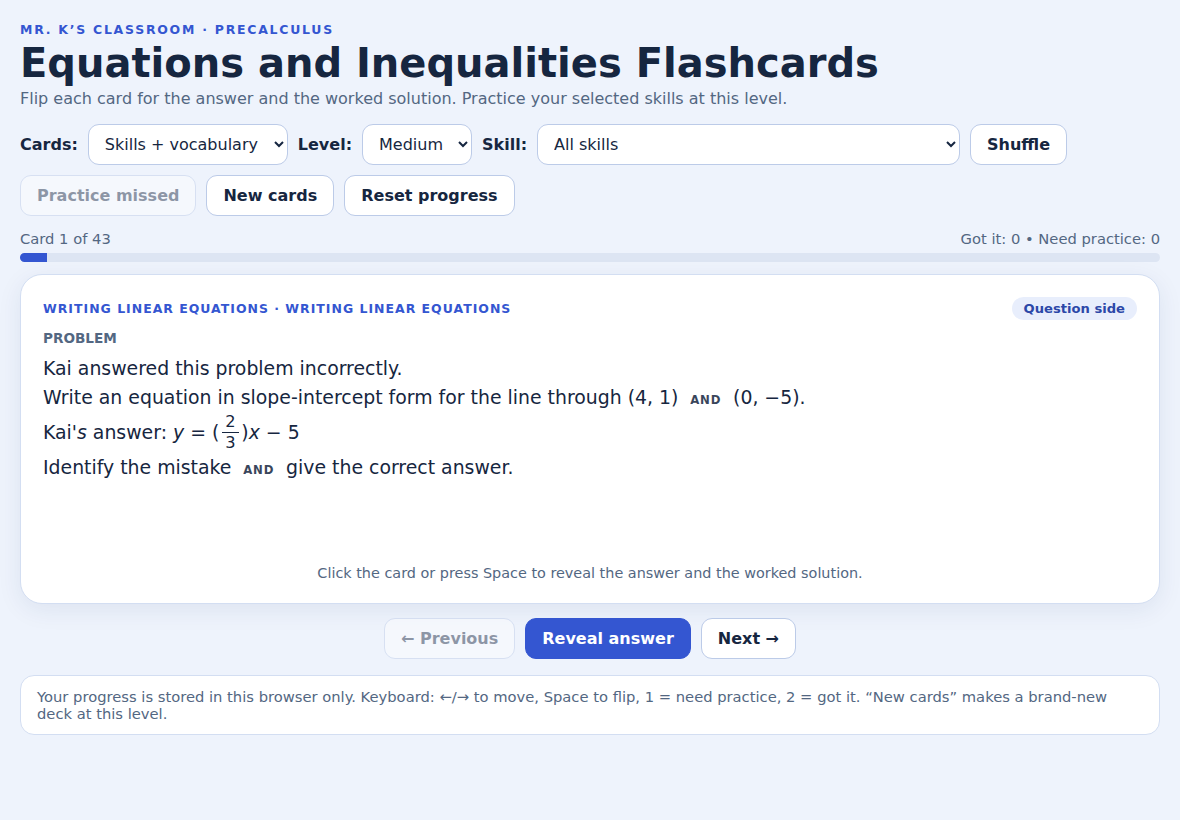 MR. K’S CLASSROOM · PRECALCULUS
Equations and Inequalities Flashcards
Flip each card for the answer and the worked solution. Practice your selected skills at this level.
Cards: Skills + vocabulary Level: Medium Skill: All skills Shuffle
Practice missed New cards Reset progress
Card 1 of 43 Got it: 0 • Need practice: 0
WRITING LINEAR EQUATIONS · WRITING LINEAR EQUATIONS Question side
PROBLEM
Kai answered this problem incorrectly.
Write an equation in slope-intercept form for the line through (4, 1) AND (0, −5).
Kai's answer: y = (2/3)x − 5
Identify the mistake AND give the correct answer.
Click the card or press Space to reveal the answer and the worked solution.
← Previous Reveal answer Next →
Your progress is stored in this browser only. Keyboard: ←/→ to move, Space to flip, 1 = need practice, 2 = got it. “New cards” makes a brand-new
deck at this level.